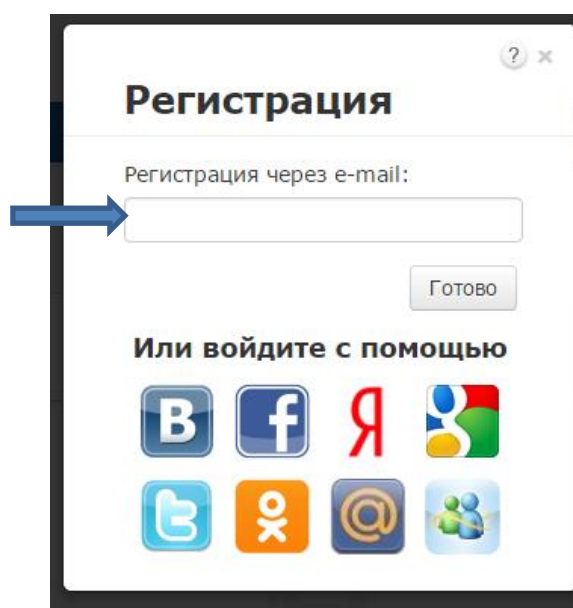 ?
×
Регистрация
Регистрация через e-mail:
Готово
Или войдите с помощью
В f Я g
t @